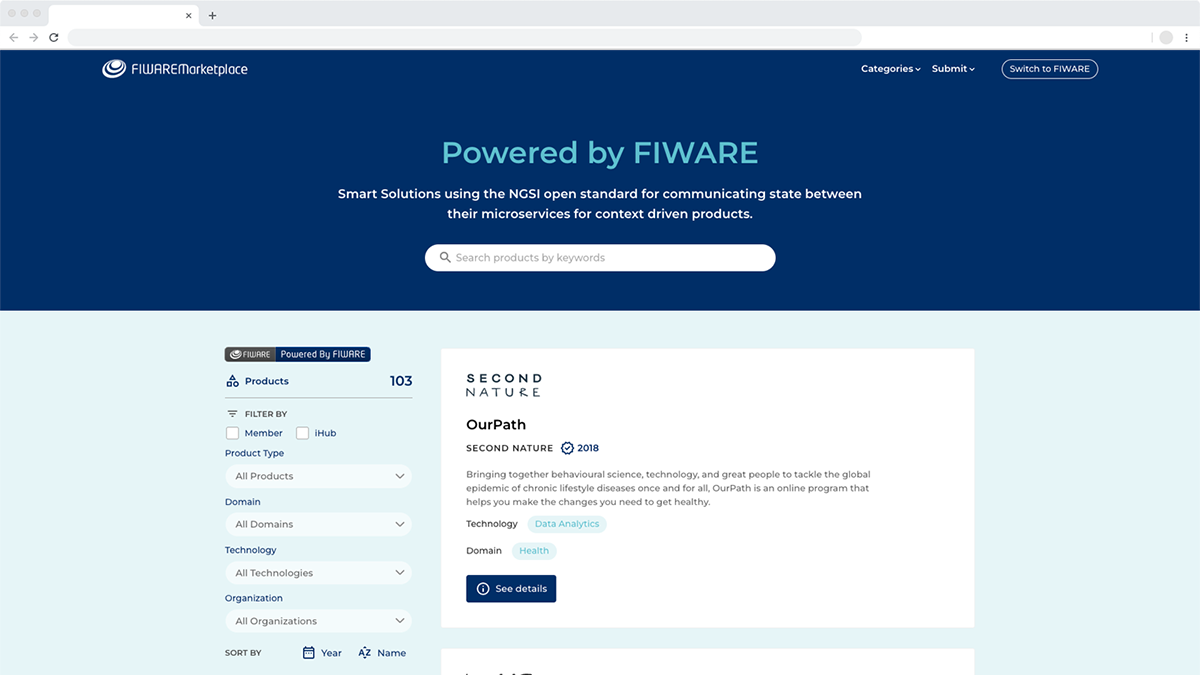 FIWARE Marketplace
Categories
Submit
Switch to FIWARE
Powered by FIWARE
Smart Solutions using the NGSI open standard for communicating state between
their microservices for context driven products.
Search products by keywords
FIWARE Powered By FIWARE
Products 103
FILTER BY
Member iHub
Product Type
All Products
Domain
All Domains
Technology
All Technologies
Organization
All Organizations
SORT BY Year AZ Name
SECOND
NATURE
OurPath
SECOND NATURE 2018
Bringing together behavioural science, technology, and great people to tackle the global
epidemic of chronic lifestyle diseases once and for all, OurPath is an online program that
helps you make the changes you need to get healthy.
Technology Data Analytics
Domain Health
See details